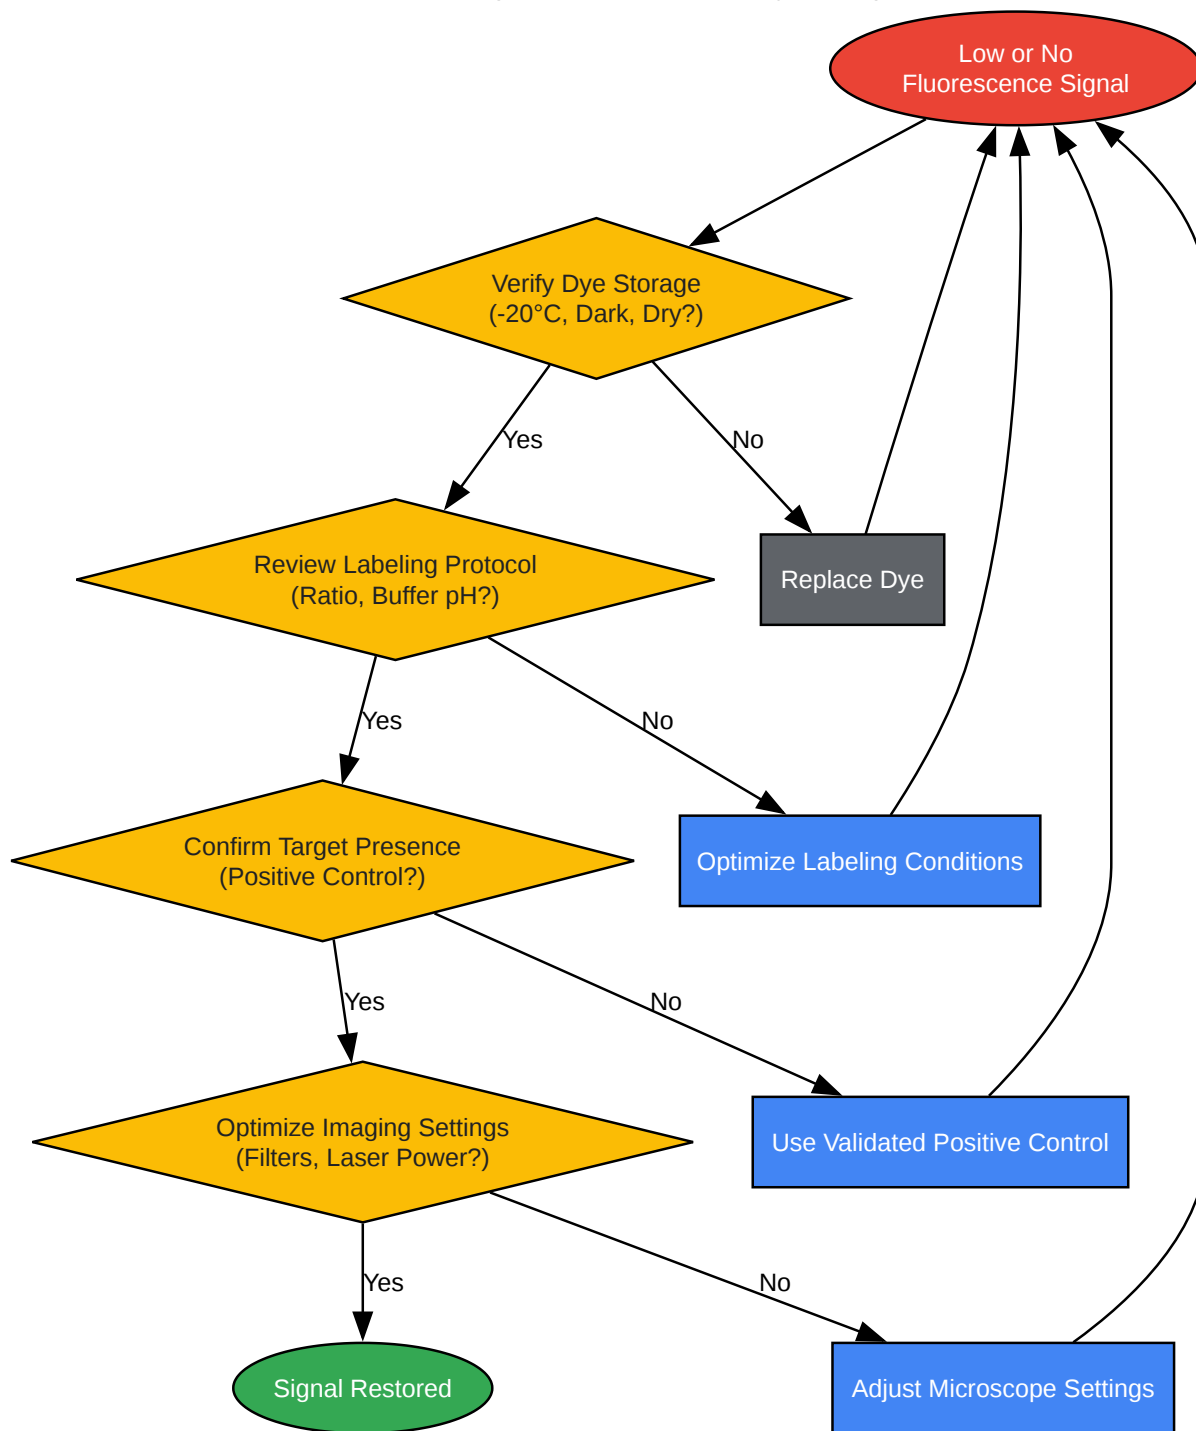 Low or No
Fluorescence Signal
Verify Dye Storage
(-20°C, Dark, Dry?)
Yes
No
Review Labeling Protocol
(Ratio, Buffer pH?)
Replace Dye
Yes
No
Confirm Target Presence
(Positive Control?)
Optimize Labeling Conditions
Yes
No
Optimize Imaging Settings
(Filters, Laser Power?)
Use Validated Positive Control
Yes
No
Signal Restored
Adjust Microscope Settings